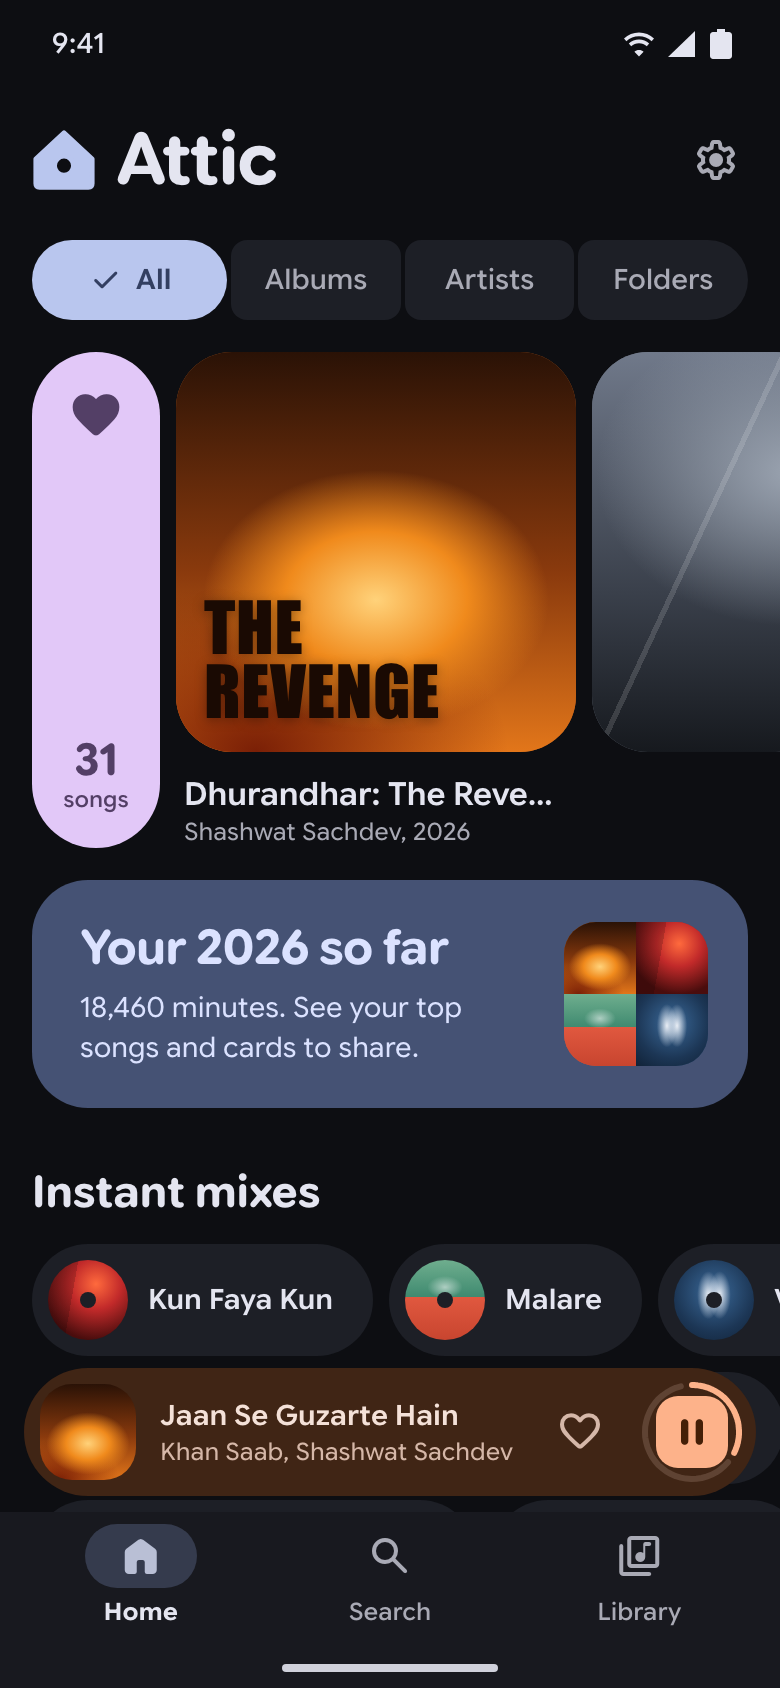 9:41
Attic
All
Albums
Artists
Folders
31
songs
THE
REVENGE
Dhurandhar: The Reve...
Shashwat Sachdev, 2026
Your 2026 so far
18,460 minutes. See your top
songs and cards to share.
Instant mixes
Kun Faya Kun
Malare
Jaan Se Guzarte Hain
Khan Saab, Shashwat Sachdev
Home
Search
Library